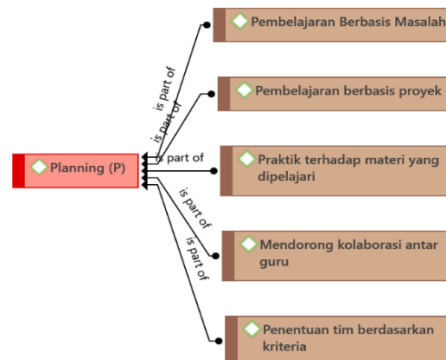 Pembelajaran Berbasis Masalah
is part of
Pembelajaran berbasis proyek
is part of
Planning (P)
is part of
Praktik terhadap materi yang
dipelajari
is part of
Mendorong kolaborasi antar
guru
is part of
Penentuan tim berdasarkan
kriteria